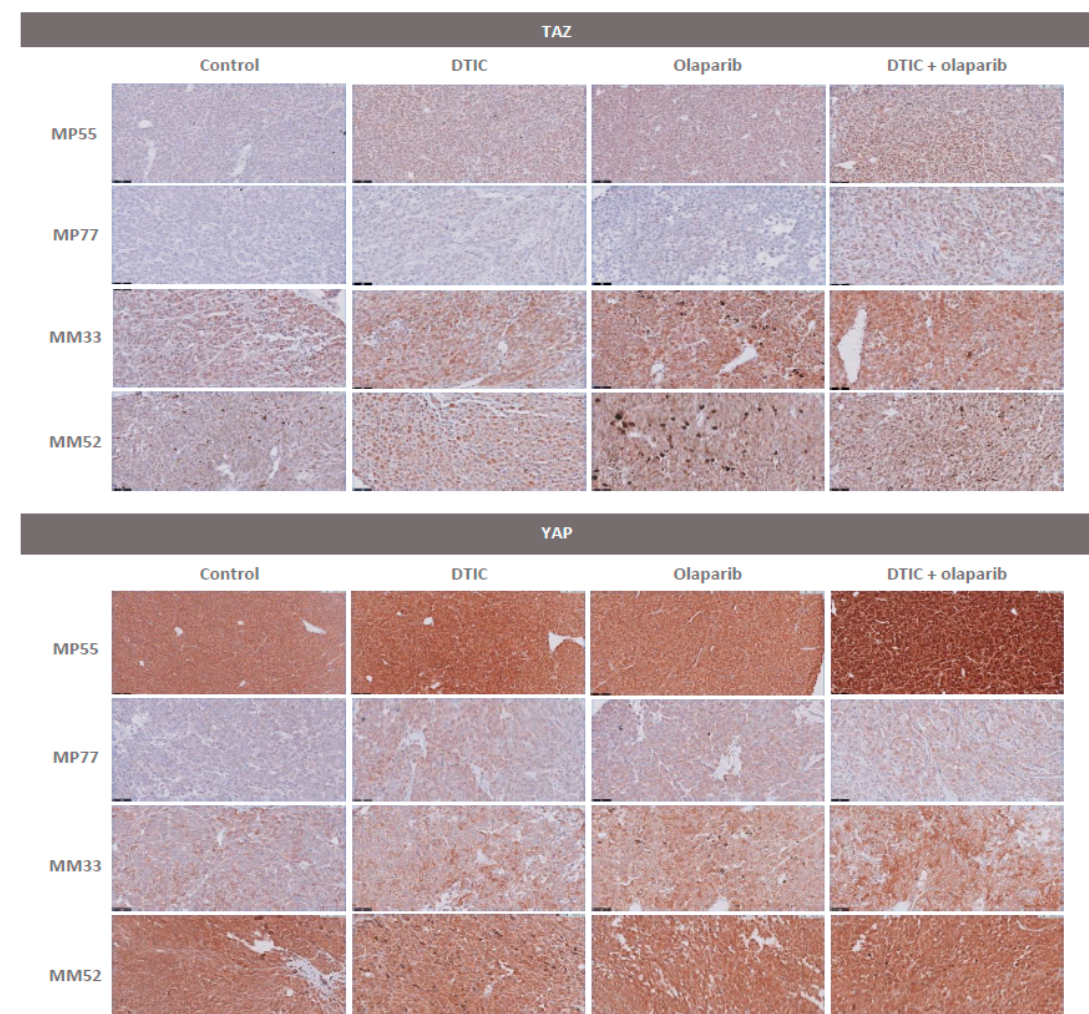 TAZ
Control DTIC Olaparib DTIC + olaparib
MP55
MP77
MM33
MM52
YAP
Control DTIC Olaparib DTIC + olaparib
MP55
MP77
MM33
MM52